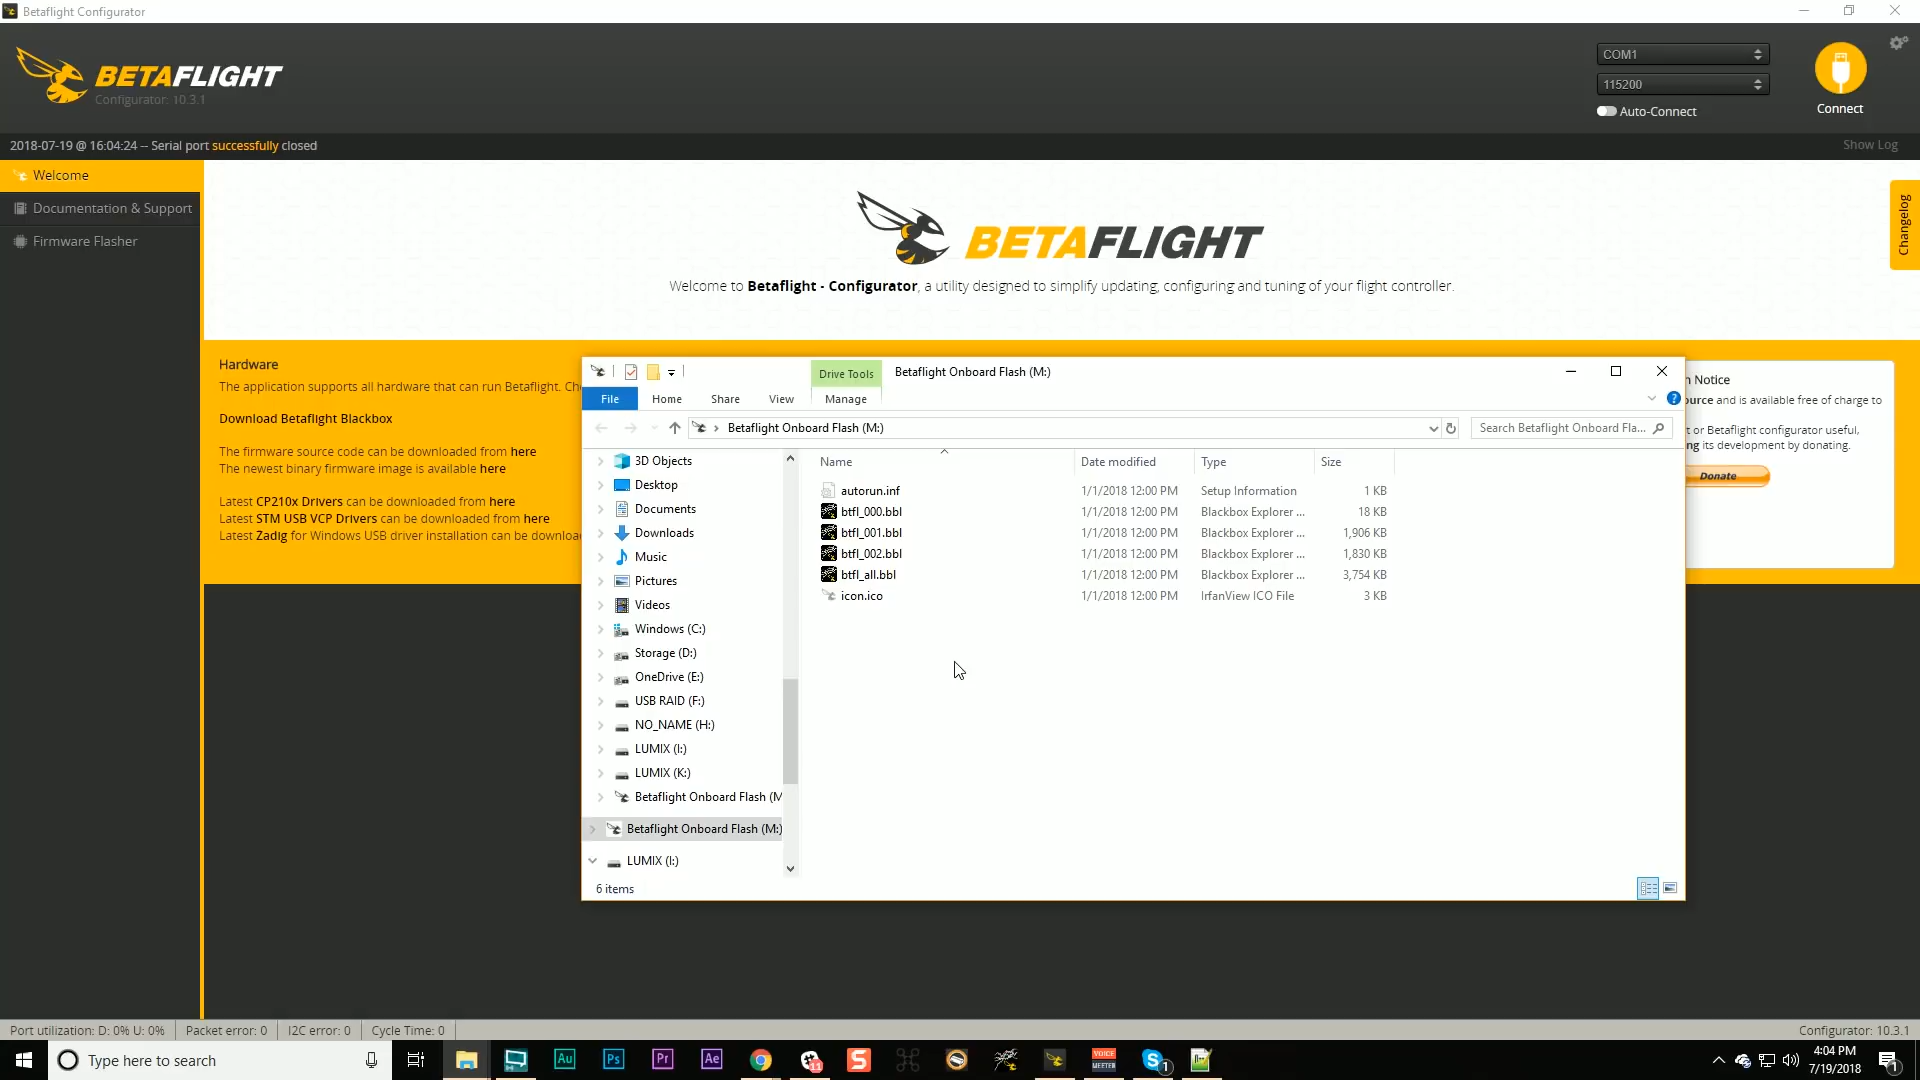 Betaflight Configurator
BETAFLIGHT
Configurator: 10.3.1
COM1
115200
Auto-Connect
Connect
2018-07-19 @ 16:04:24 -- Serial port successfully closed
Show Log
Welcome
Documentation & Support
Firmware Flasher
BETAFLIGHT
Welcome to Betaflight - Configurator, a utility designed to simplify updating, configuring and tuning of your flight controller.
Changelog
Hardware
The application supports all hardware that can run Betaflight. Ch
Download Betaflight Blackbox
The firmware source code can be downloaded from here
The newest binary firmware image is available here
Latest CP210x Drivers can be downloaded from here
Latest STM USB VCP Drivers can be downloaded from here
Latest Zadig for Windows USB driver installation can be downloa
n Notice
ource and is available free of charge to
t or Betaflight configurator useful,
ng its development by donating.
Donate
Drive Tools
Betaflight Onboard Flash (M:)
File
Home
Share
View
Manage
Betaflight Onboard Flash (M:)
Search Betaflight Onboard Fla...
3D Objects
Desktop
Documents
Downloads
Music
Pictures
Videos
Windows (C:)
Storage (D:)
OneDrive (E:)
USB RAID (F:)
NO_NAME (H:)
LUMIX (I:)
LUMIX (K:)
Betaflight Onboard Flash (M
Betaflight Onboard Flash (M:)
LUMIX (I:)
Name Date modified Type Size
autorun.inf 1/1/2018 12:00 PM Setup Information 1 KB
btfl_000.bbl 1/1/2018 12:00 PM Blackbox Explorer ... 18 KB
btfl_001.bbl 1/1/2018 12:00 PM Blackbox Explorer ... 1,906 KB
btfl_002.bbl 1/1/2018 12:00 PM Blackbox Explorer ... 1,830 KB
btfl_all.bbl 1/1/2018 12:00 PM Blackbox Explorer ... 3,754 KB
icon.ico 1/1/2018 12:00 PM IrfanView ICO File 3 KB
6 items
Port utilization: D: 0% U: 0%
Packet error: 0
I2C error: 0
Cycle Time: 0
Configurator: 10.3.1
Type here to search
Au
Ps
Pr
Ae
11
S
VOICE
MEETER
S
1
4:04 PM
7/19/2018
1